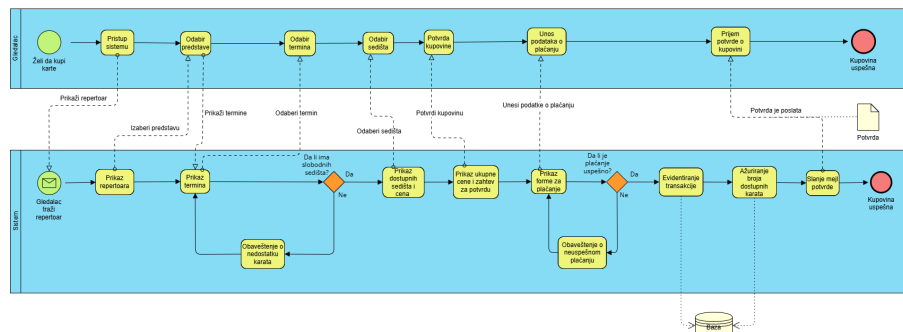 Gledalac
Želi da kupi
karte
Pristup
sistemu
Odabir
predstave
Odabir
termina
Odabir
sedišta
Potvrda
kupovine
Unos
podataka o
plaćanju
Prijem
potvrde o
kupovini
Kupovina
uspešna
Prikaži repertoar
Izaberi predstavu
Prikaži termine
Odaberi termin
Odaberi sedišta
Potvrdi kupovinu
Unesi podatke o plaćanju
Potvrda je poslata
Potvrda
Sistem
Gledalac
traži
repertoar
Prikaz
repertoara
Prikaz
termina
Da li ima
slobodnih
sedišta?
Da
Ne
Obaveštenje o
nedostatku
karata
Prikaz
dostupnih
sedišta i
cena
Prikaz ukupne
cene i zahtev
za potvrdu
Prikaz
forme za
plaćanje
Da li je
plaćanje
uspešno?
Da
Ne
Obaveštenje o
neuspešnom
plaćanju
Evidentiranje
transakcije
Ažuriranje
broja
dostupnih
karata
Slanje mejl
potvrde
Kupovina
uspešna
Baza